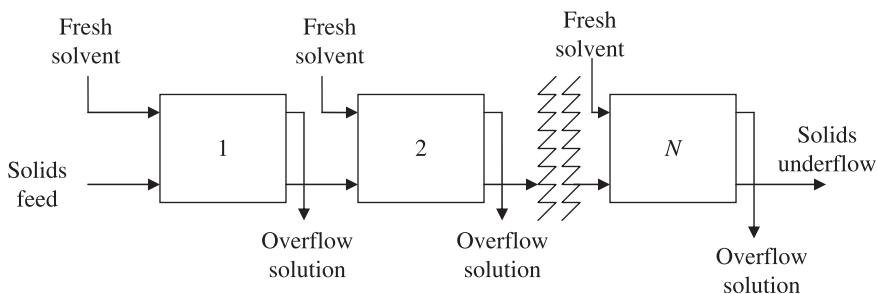 Fresh
solvent
Fresh
solvent
Fresh
solvent
1
2
N
Solids
feed
Solids
underflow
Overflow
solution
Overflow
solution
Overflow
solution